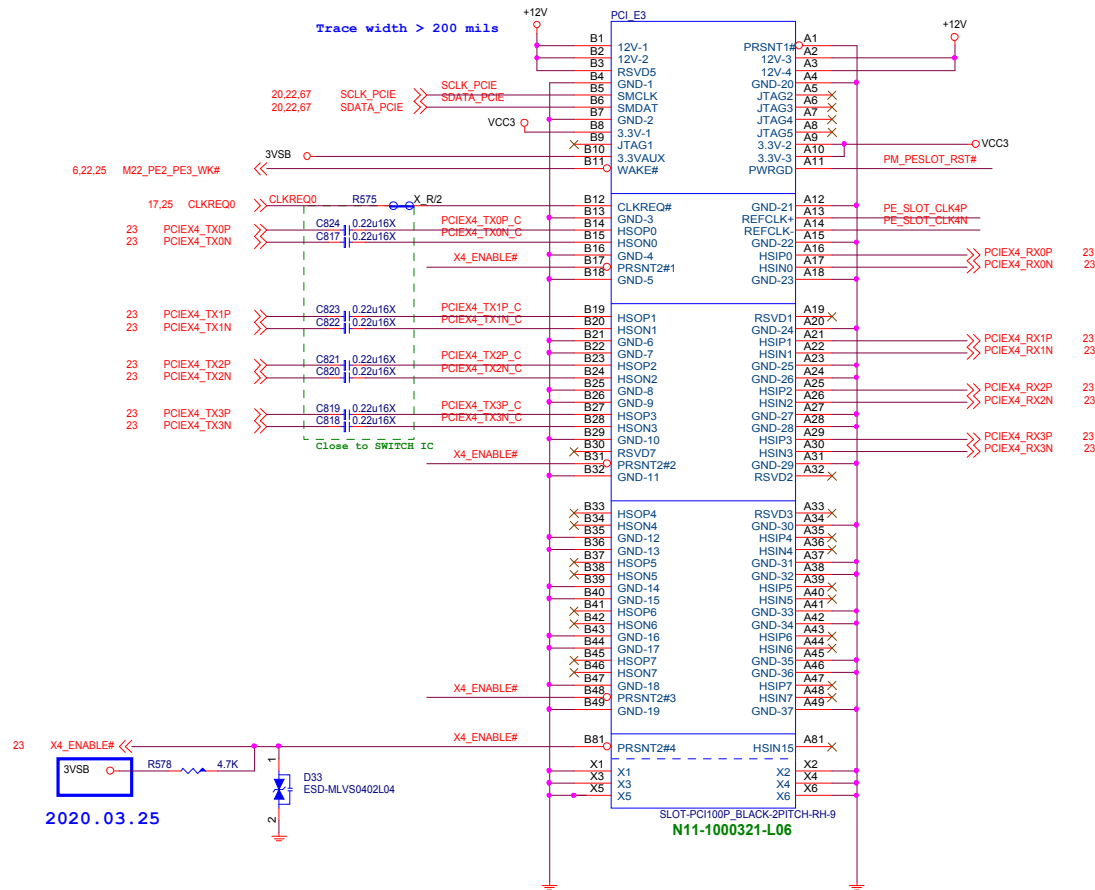 Trace width > 200 mils
+12V PCI_E3 +12V
B1 12V-1 PRSNT1# A1
B2 12V-2 12V-3 A2
B3 RSVD5 12V-4 A3
B4 GND-1 GND-20 A4
20,22,67 SCLK_PCIE SCLK_PCIE B5 SMCLK JTAG2 A5
20,22,67 SDATA_PCIE SDATA_PCIE B6 SMDAT JTAG3 A6
B7 GND-2 JTAG4 A7
VCC3 B8 3.3V-1 JTAG5 A8
B9 JTAG1 3.3V-2 A9 VCC3
3VSB B10 3.3VAUX 3.3V-3 A10
6,22,25 M22_PE2_PE3_WK# B11 WAKE# PWRGD A11 PM_PESLOT_RST#
17,25 CLKREQ0 CLKREQ0 R575 X_R/2 B12 CLKREQ# GND-21 A12
B13 GND-3 REFCLK+ A13 PE_SLOT_CLK4P
23 PCIEX4_TX0P C824 0.22u16X PCIEX4_TX0P_C B14 HSOP0 REFCLK- A14 PE_SLOT_CLK4N
23 PCIEX4_TX0N C817 0.22u16X PCIEX4_TX0N_C B15 HSON0 GND-22 A15
B16 GND-4 HSIP0 A16 PCIEX4_RX0P 23
X4_ENABLE# B17 PRSNT2#1 HSIN0 A17 PCIEX4_RX0N 23
B18 GND-5 GND-23 A18
23 PCIEX4_TX1P C823 0.22u16X PCIEX4_TX1P_C B19 HSOP1 RSVD1 A19
23 PCIEX4_TX1N C822 0.22u16X PCIEX4_TX1N_C B20 HSON1 GND-24 A20
B21 GND-6 HSIP1 A21 PCIEX4_RX1P 23
B22 GND-7 HSIN1 A22 PCIEX4_RX1N 23
23 PCIEX4_TX2P C821 0.22u16X PCIEX4_TX2P_C B23 HSOP2 GND-25 A23
23 PCIEX4_TX2N C820 0.22u16X PCIEX4_TX2N_C B24 HSON2 GND-26 A24
B25 GND-8 HSIP2 A25 PCIEX4_RX2P 23
B26 GND-9 HSIN2 A26 PCIEX4_RX2N 23
23 PCIEX4_TX3P C819 0.22u16X PCIEX4_TX3P_C B27 HSOP3 GND-27 A27
23 PCIEX4_TX3N C818 0.22u16X PCIEX4_TX3N_C B28 HSON3 GND-28 A28
B29 GND-10 HSIP3 A29 PCIEX4_RX3P 23
Close to SWITCH IC B30 RSVD7 HSIN3 A30 PCIEX4_RX3N 23
X4_ENABLE# B31 PRSNT2#2 GND-29 A31
B32 GND-11 RSVD2 A32
B33 HSOP4 RSVD3 A33
B34 HSON4 GND-30 A34
B35 GND-12 HSIP4 A35
B36 GND-13 HSIN4 A36
B37 HSOP5 GND-31 A37
B38 HSON5 GND-32 A38
B39 GND-14 HSIP5 A39
B40 GND-15 HSIN5 A40
B41 HSOP6 GND-33 A41
B42 HSON6 GND-34 A42
B43 GND-16 HSIP6 A43
B44 GND-17 HSIN6 A44
B45 HSOP7 GND-35 A45
B46 HSON7 GND-36 A46
B47 GND-18 HSIP7 A47
X4_ENABLE# B48 PRSNT2#3 HSIN7 A48
B49 GND-19 GND-37 A49
23 X4_ENABLE# X4_ENABLE# B81 PRSNT2#4 HSIN15 A81
3VSB R578 4.7K 1 X1 X1 X2 X2
D33 X3 X3 X4 X4
ESD-MLVS0402L04 X5 X5 X6 X6
2020.03.25 2 SLOT-PCI100P_BLACK-2PITCH-RH-9
N11-1000321-L06